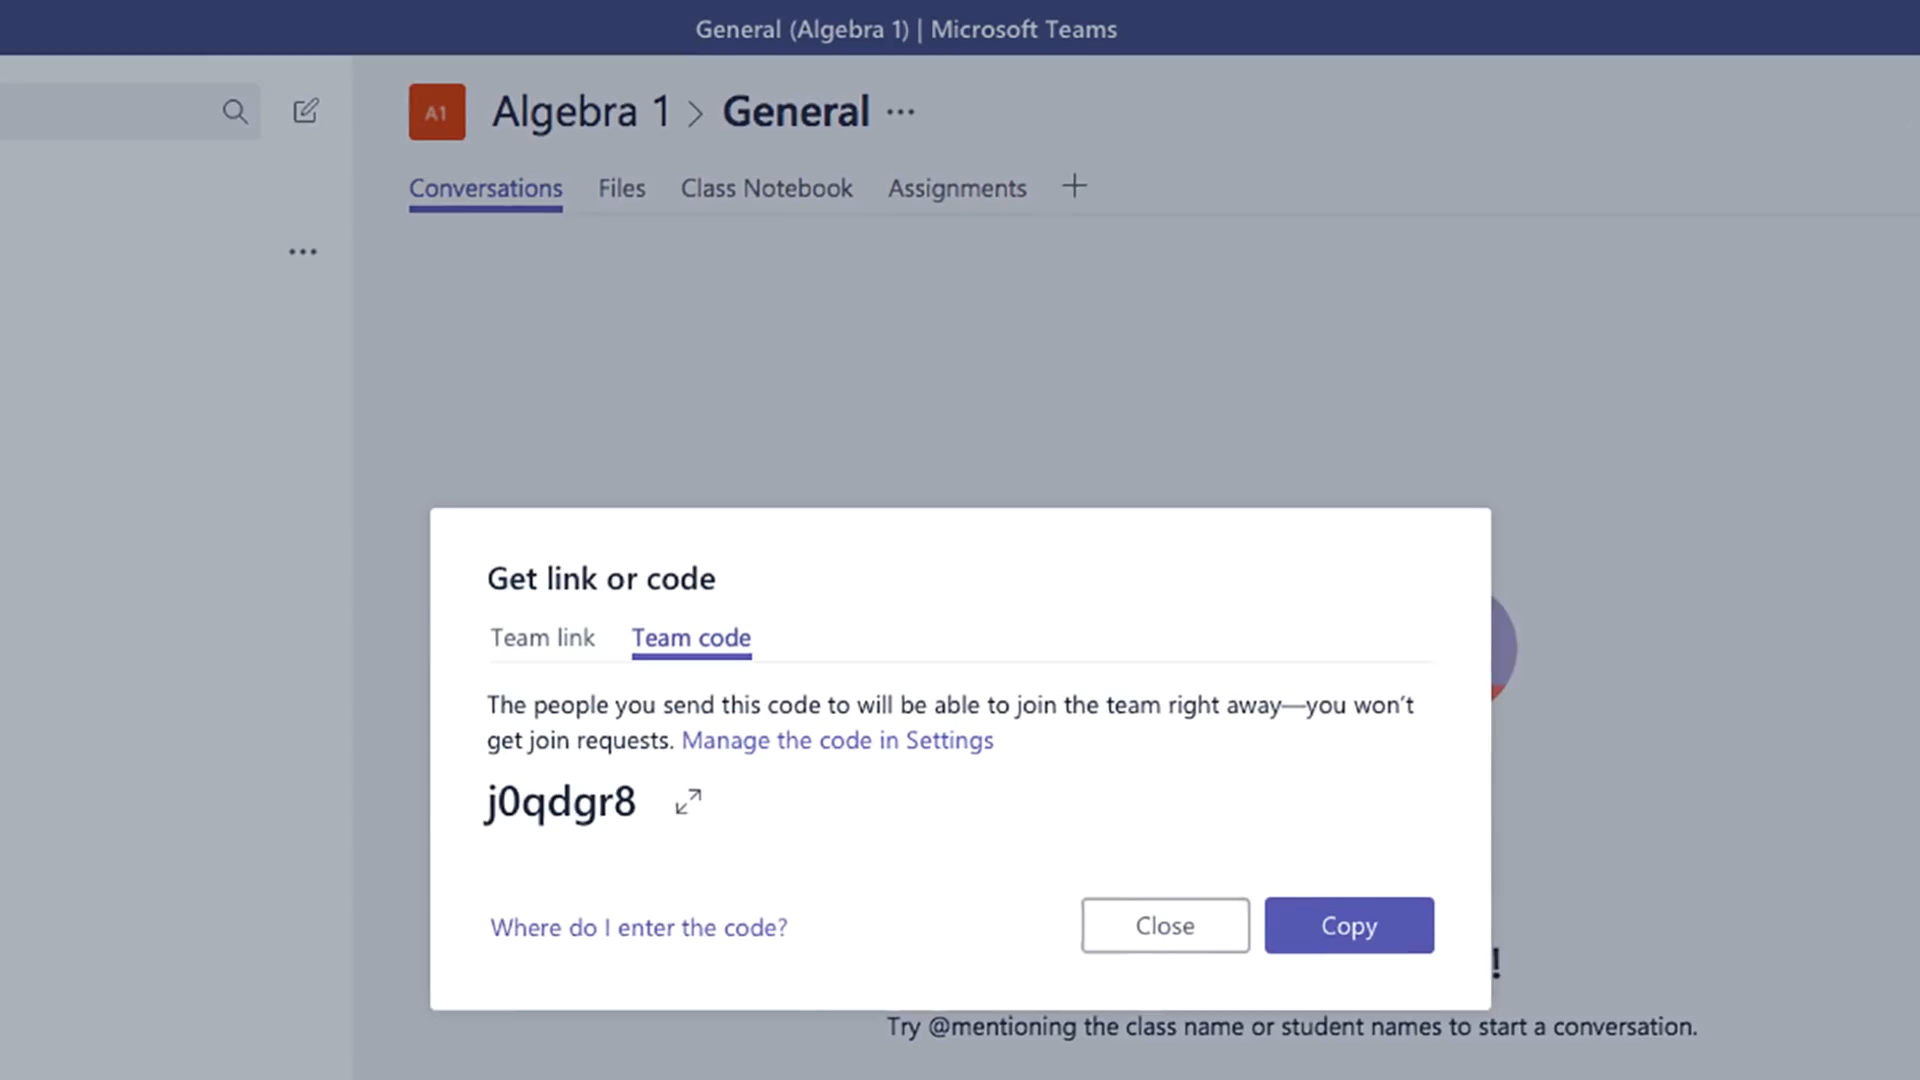 General (Algebra 1) | Microsoft Teams
A1
Algebra 1 > General ...
Conversations Files Class Notebook Assignments +
Get link or code
Team link Team code
The people you send this code to will be able to join the team right away—you won't
get join requests. Manage the code in Settings
j0qdgr8
Where do I enter the code? Close Copy
!
Try @mentioning the class name or student names to start a conversation.